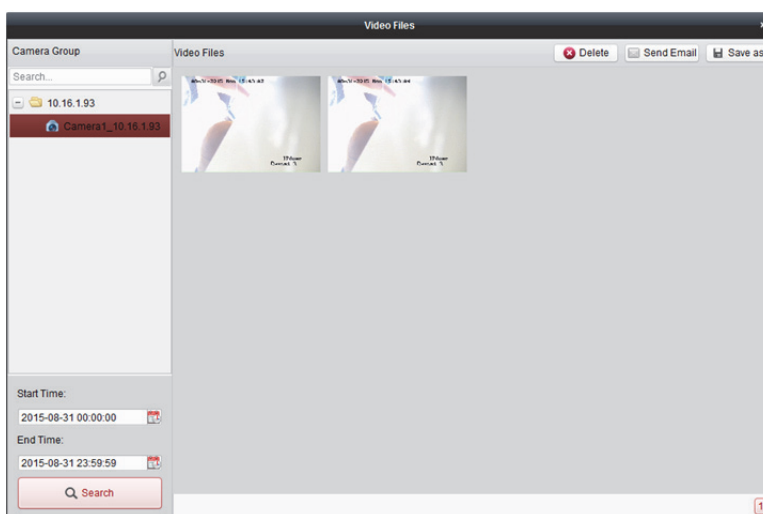 Video Files
Camera Group
Video Files
Delete
Send Email
Save as
Search...
10.16.1.93
Camera1_10.16.1.93
Start Time:
2015-08-31 00:00:00
End Time:
2015-08-31 23:59:59
Search
1